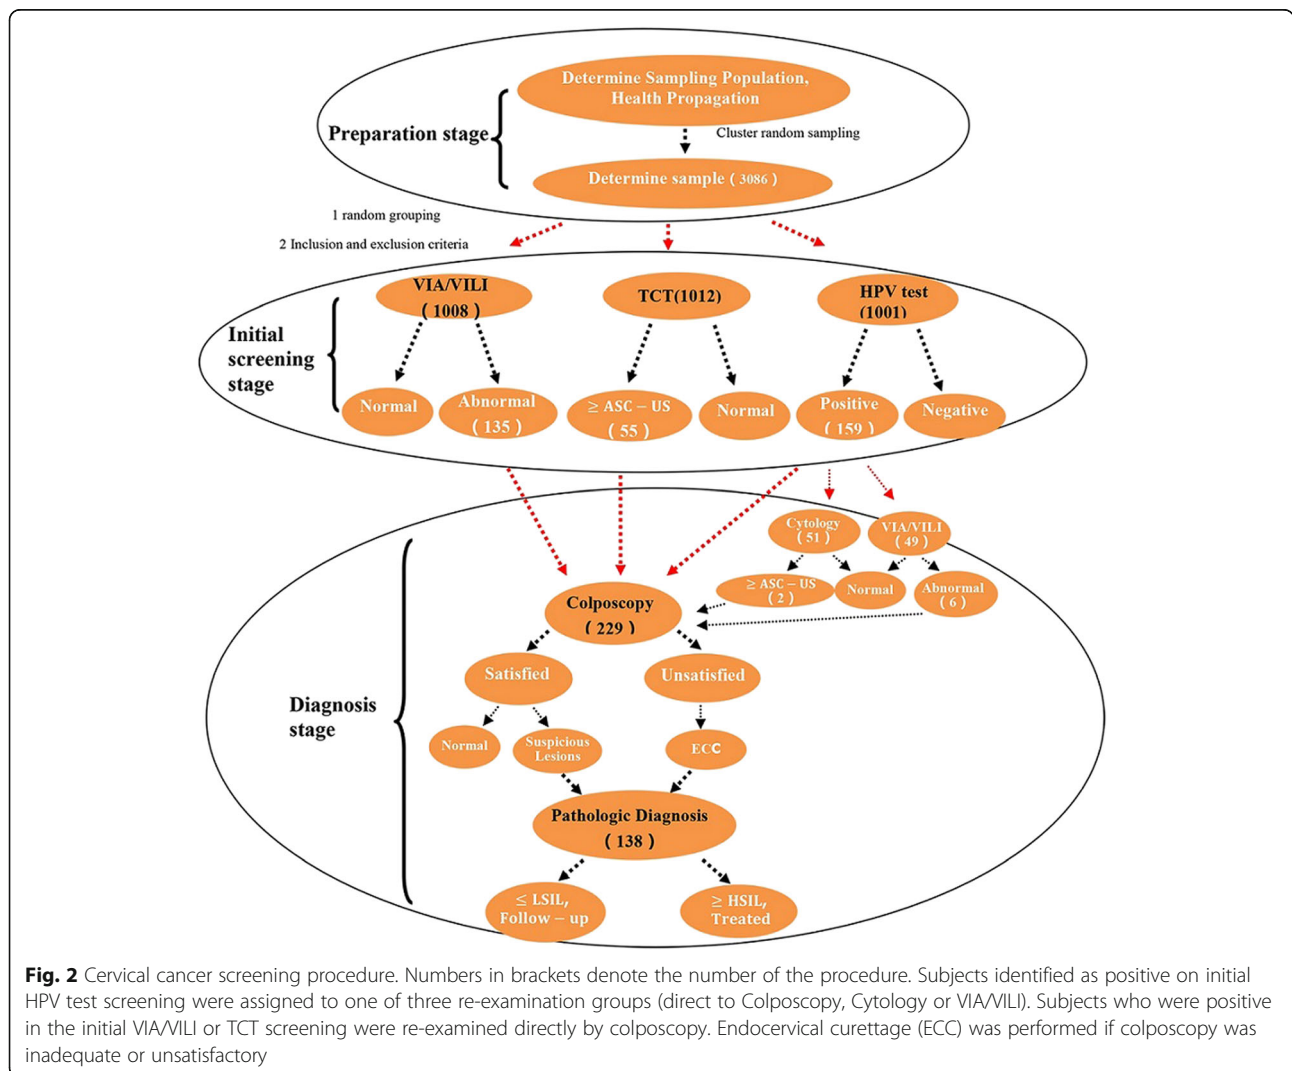 Determine Sampling Population,
Health Propagation
Preparation stage
Cluster random sampling
Determine sample ( 3086 )
1 random grouping
2 Inclusion and exclusion criteria
VIA/VILI
( 1008 )
TCT(1012)
HPV test
(1001)
Initial
screening
stage
Normal
Abnormal
( 135 )
≥ ASC – US
( 55 )
Normal
Positive
( 159 )
Negative
Cytology
( 51 )
VIA/VILI
( 49 )
≥ ASC – US
( 2 )
Normal
Abnormal
( 6 )
Colposcopy
( 229 )
Satisfied
Unsatisfied
Diagnosis
stage
Normal
Suspicious
Lesions
ECC
Pathologic Diagnosis
( 138 )
≤ LSIL,
Follow – up
≥ HSIL,
Treated
Fig. 2 Cervical cancer screening procedure. Numbers in brackets denote the number of the procedure. Subjects identified as positive on initial
HPV test screening were assigned to one of three re-examination groups (direct to Colposcopy, Cytology or VIA/VILI). Subjects who were positive
in the initial VIA/VILI or TCT screening were re-examined directly by colposcopy. Endocervical curettage (ECC) was performed if colposcopy was
inadequate or unsatisfactory